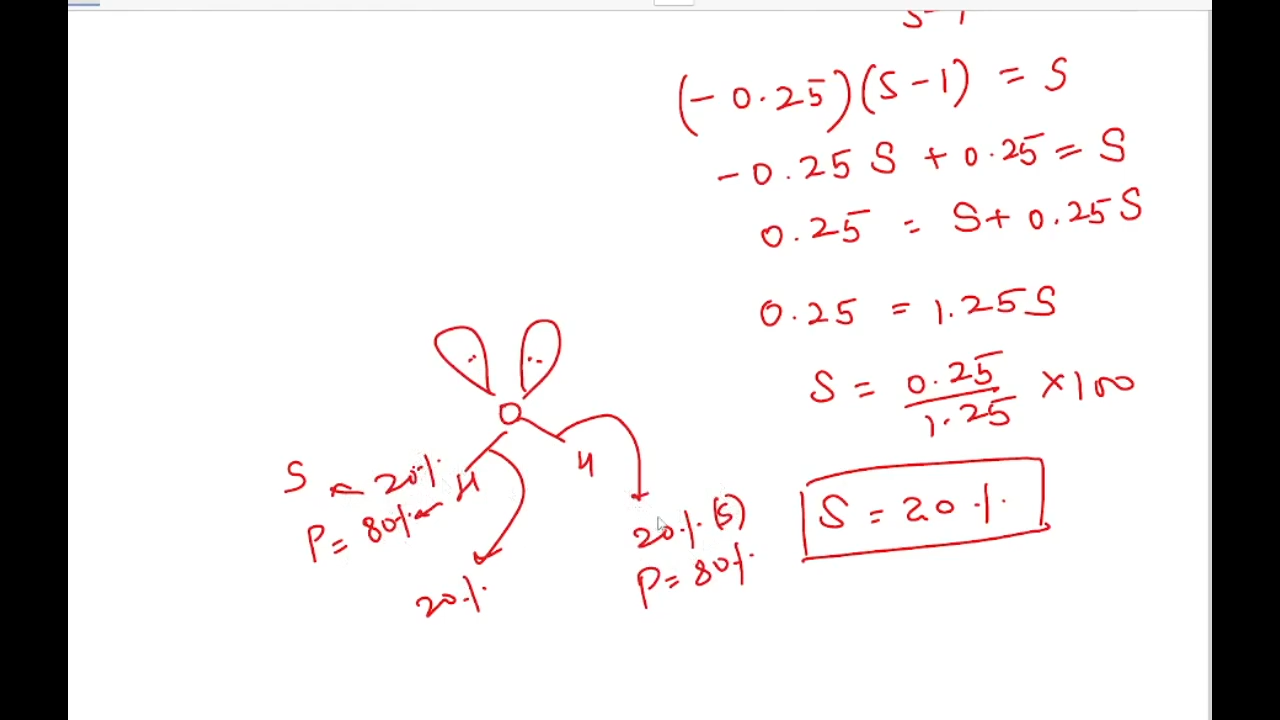 S-1
(-0.25)(S-1) = S
-0.25 S + 0.25 = S
0.25 = S + 0.25 S
0.25 = 1.25 S
S = 0.25/1.25 × 100
S = 20%
O
H H
S ← 20%
P = 80% ←
20%
20% (S)
P = 80%